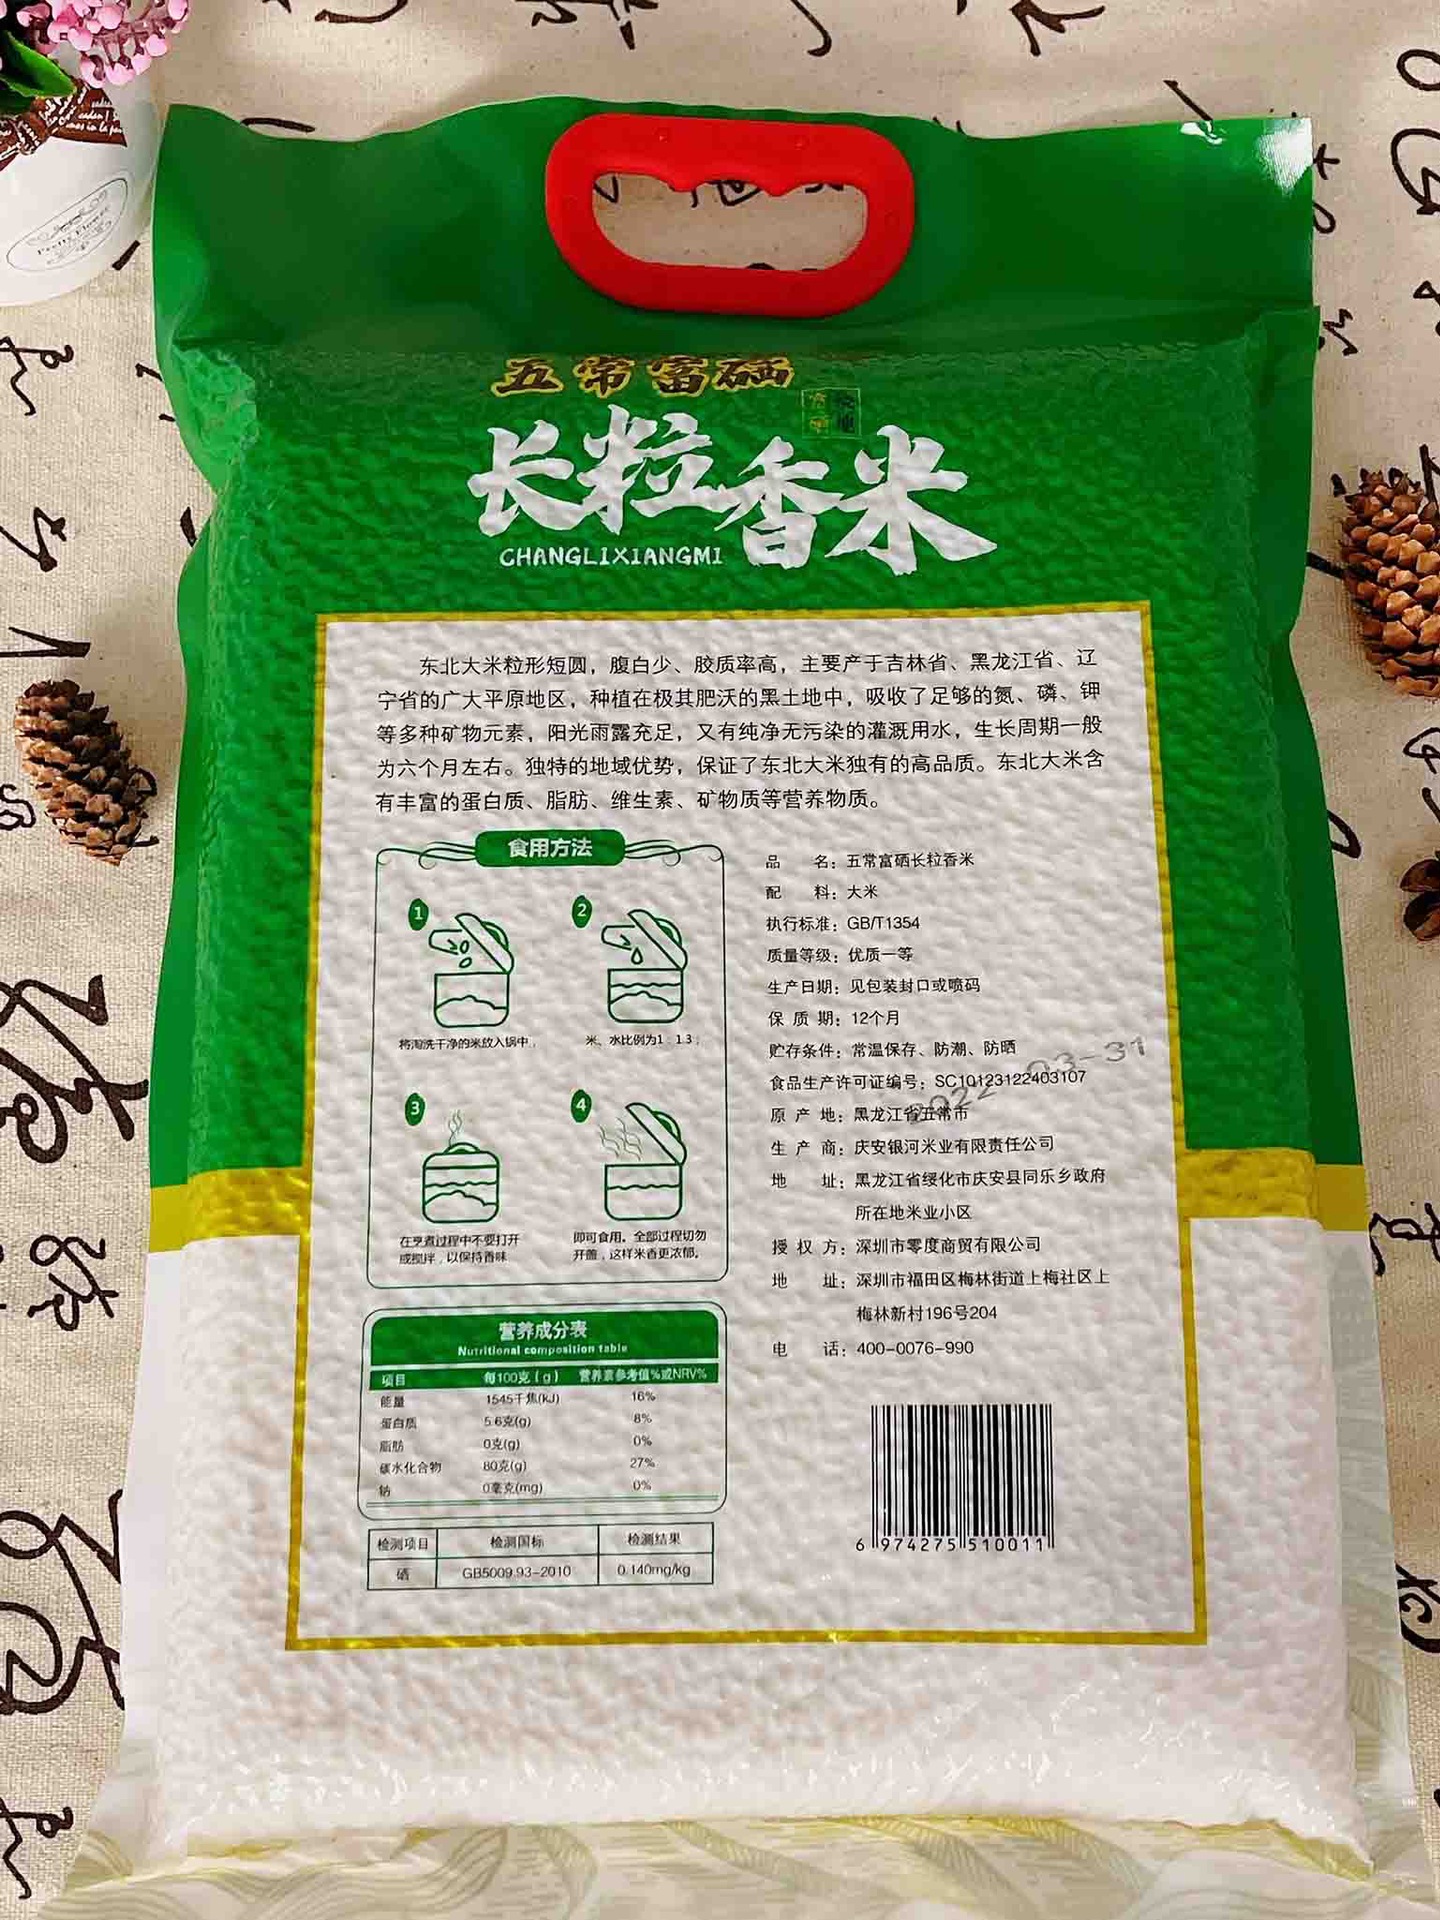 五常富硒
长粒香米
CHANGLIXIANGMI
东北大米粒形短圆，腹白少、胶质率高，主要产于吉林省、黑龙江省、辽
宁省的广大平原地区，种植在极其肥沃的黑土地中，吸收了足够的氮、磷、钾
等多种矿物元素，阳光雨露充足，又有纯净无污染的灌溉用水，生长周期一般
为六个月左右。独特的地域优势，保证了东北大米独有的高品质。东北大米含
有丰富的蛋白质、脂肪、维生素、矿物质等营养物质。
食用方法
1
2
将淘洗干净的米放入锅中，
米、水比例为1：1.3；
3
4
在烹煮过程中不要打开
或搅拌，以保持香味
即可食用。全部过程切勿
开盖，这样米香更浓郁。
营养成分表
Nutritional composition table
项目 每100克（g） 营养素参考值%或NRV%
能量 1545千焦(KJ) 16%
蛋白质 5.6克(g) 8%
脂肪 0克(g) 0%
碳水化合物 80克(g) 27%
钠 0毫克(mg) 0%
检测项目 检测国标 检测结果
硒 GB5009.93-2010 0.140mg/kg
品名：五常富硒长粒香米
配料：大米
执行标准：GB/T1354
质量等级：优质一等
生产日期：见包装封口或喷码
保质期：12个月
贮存条件：常温保存、防潮、防晒
2022-03-31
食品生产许可证编号：SC10123122403107
原产地：黑龙江省五常市
生产商：庆安银河米业有限责任公司
地址：黑龙江省绥化市庆安县同乐乡政府
所在地米业小区
授权方：深圳市零度商贸有限公司
地址：深圳市福田区梅林街道上梅社区上
梅林新村196号204
电话：400-0076-990
6 974275 510011
Pretty Flower